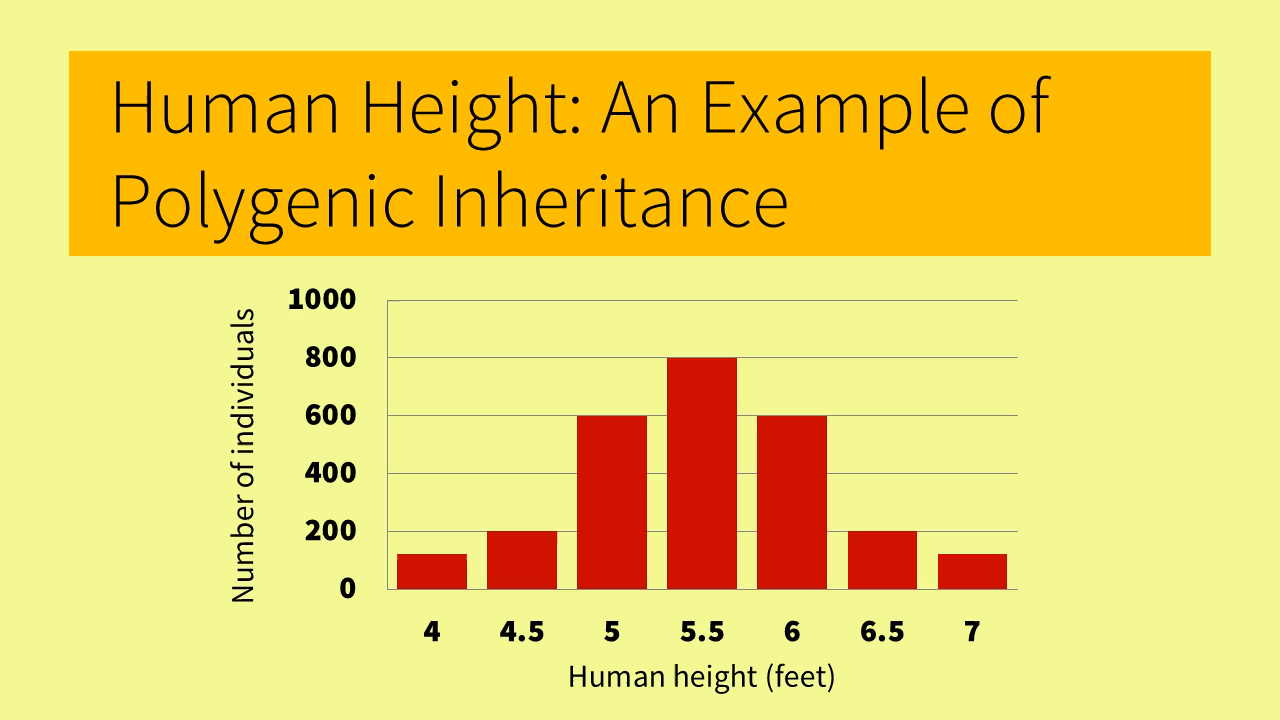 Human Height: An Example of
Polygenic Inheritance
Number of individuals
1000
800
600
400
200
0
4 4.5 5 5.5 6 6.5 7
Human height (feet)